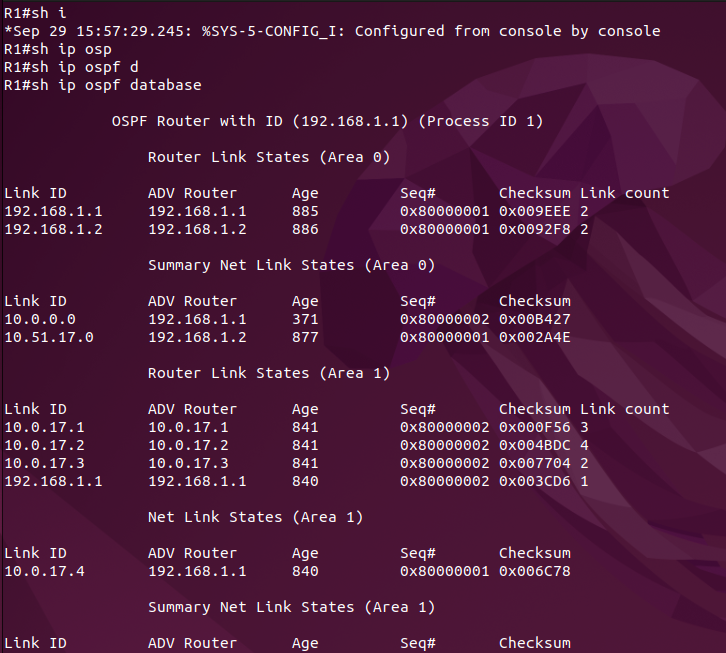 R1#sh i
*Sep 29 15:57:29.245: %SYS-5-CONFIG_I: Configured from console by console
R1#sh ip osp
R1#sh ip ospf d
R1#sh ip ospf database
OSPF Router with ID (192.168.1.1) (Process ID 1)
Router Link States (Area 0)
Link ID ADV Router Age Seq# Checksum Link count
192.168.1.1 192.168.1.1 885 0x80000001 0x009EEE 2
192.168.1.2 192.168.1.2 886 0x80000001 0x0092F8 2
Summary Net Link States (Area 0)
Link ID ADV Router Age Seq# Checksum
10.0.0.0 192.168.1.1 371 0x80000002 0x00B427
10.51.17.0 192.168.1.2 877 0x80000001 0x002A4E
Router Link States (Area 1)
Link ID ADV Router Age Seq# Checksum Link count
10.0.17.1 10.0.17.1 841 0x80000002 0x000F56 3
10.0.17.2 10.0.17.2 841 0x80000002 0x004BDC 4
10.0.17.3 10.0.17.3 841 0x80000002 0x007704 2
192.168.1.1 192.168.1.1 840 0x80000002 0x003CD6 1
Net Link States (Area 1)
Link ID ADV Router Age Seq# Checksum
10.0.17.4 192.168.1.1 840 0x80000001 0x006C78
Summary Net Link States (Area 1)
Link ID ADV Router Age Seq# Checksum